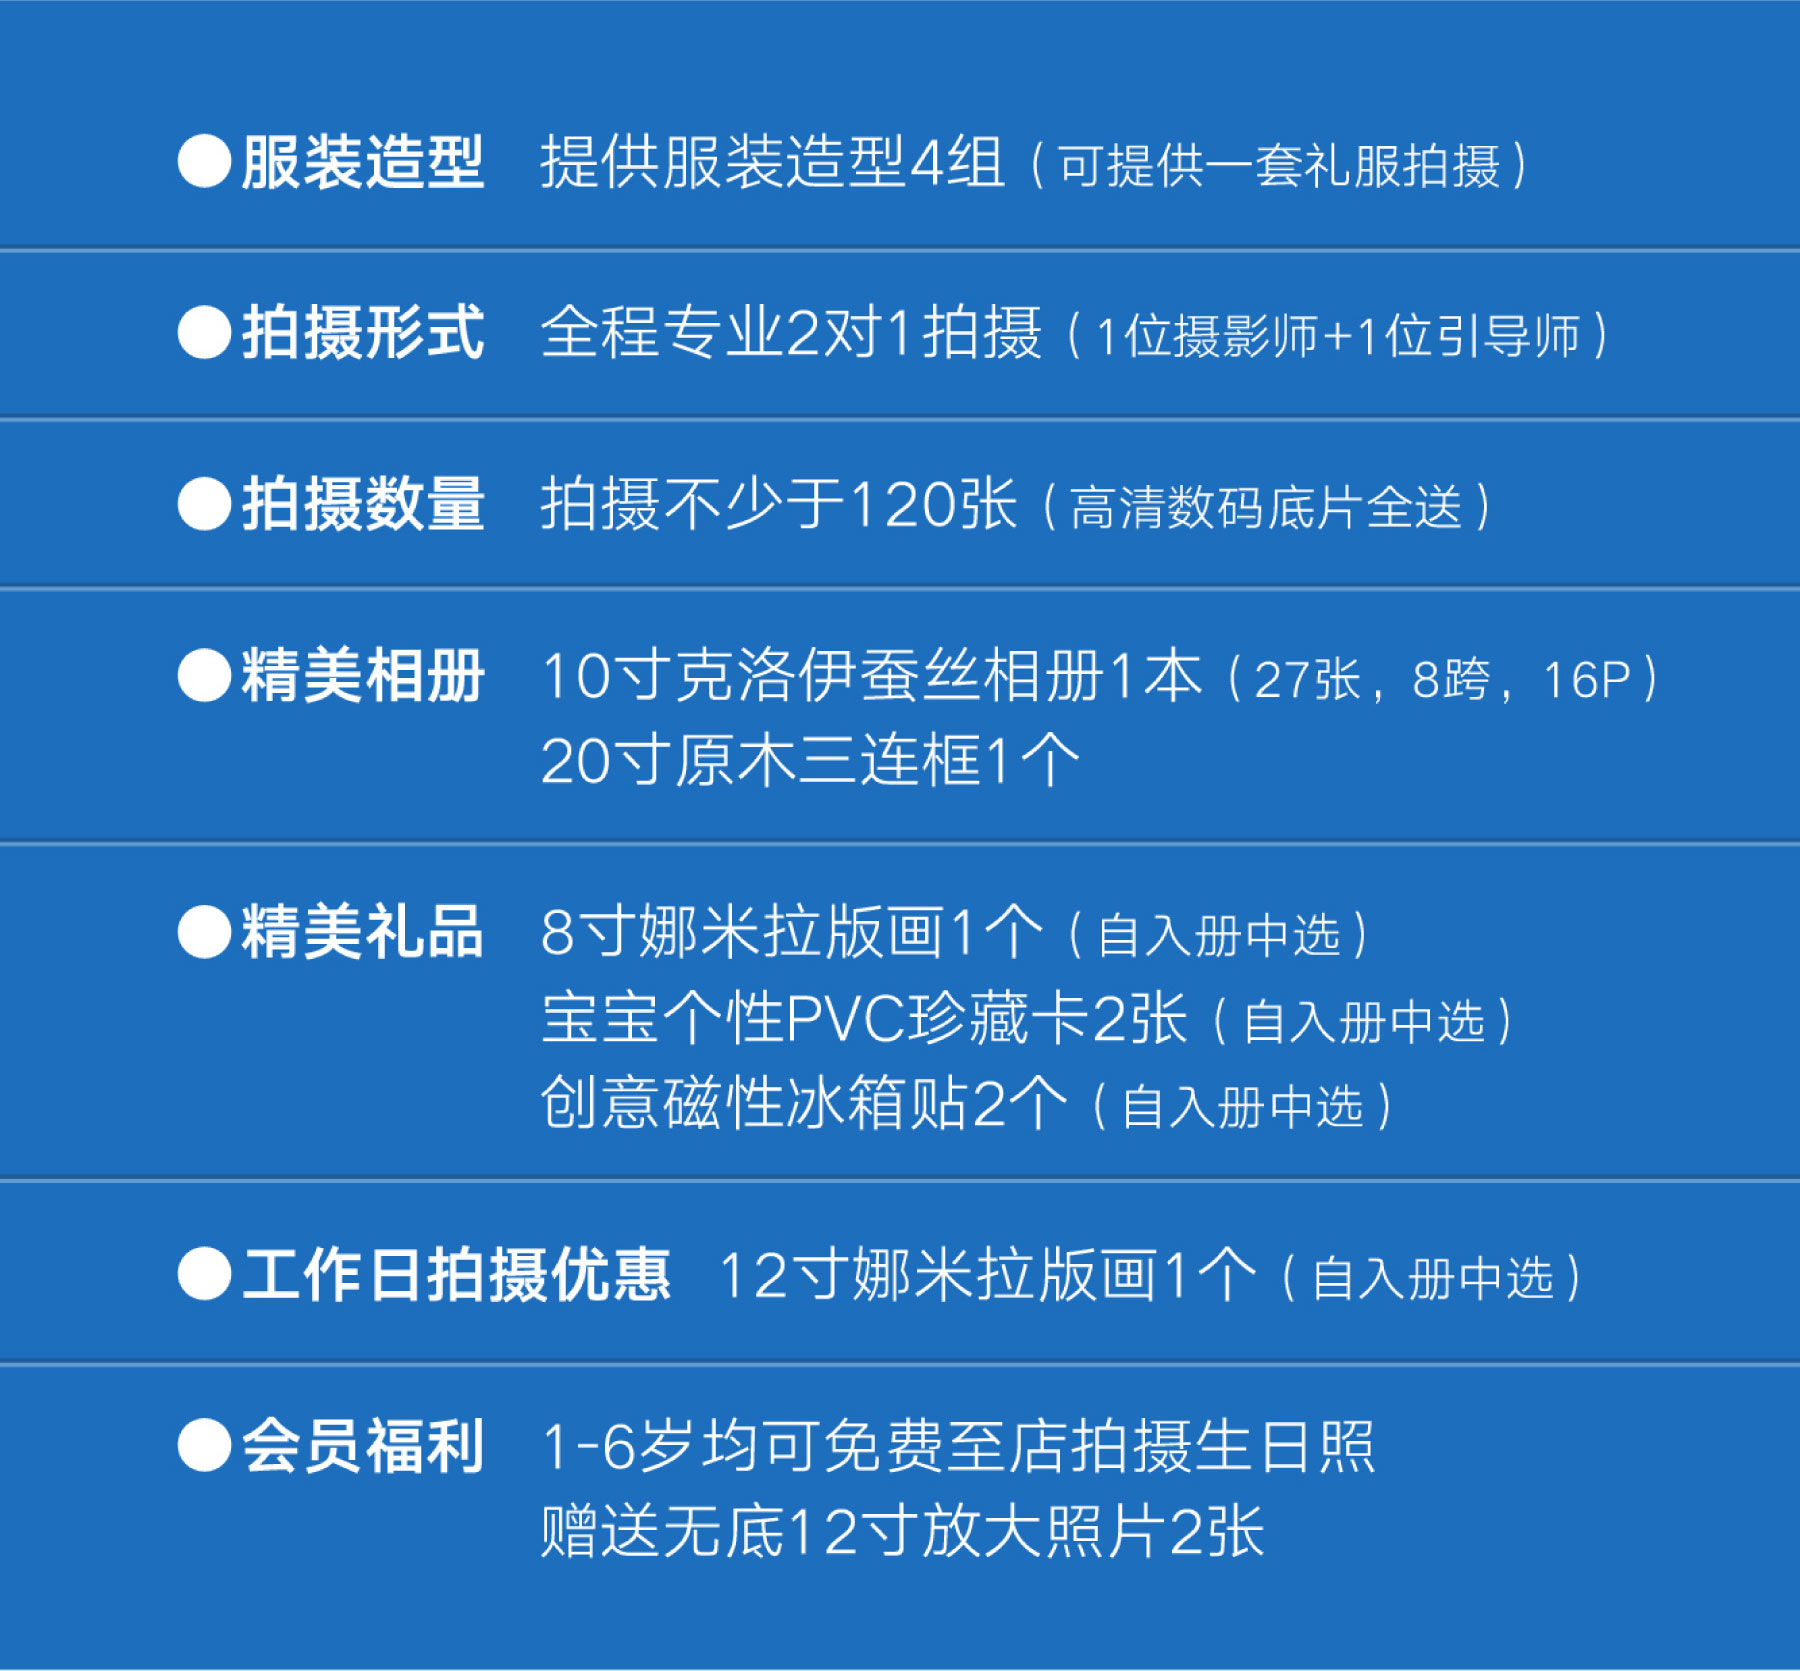 ●服装造型 提供服装造型4组（可提供一套礼服拍摄）
●拍摄形式 全程专业2对1拍摄（1位摄影师+1位引导师）
●拍摄数量 拍摄不少于120张（高清数码底片全送）
●精美相册 10寸克洛伊蚕丝相册1本（27张，8跨，16P）
20寸原木三连框1个
●精美礼品 8寸娜米拉版画1个（自入册中选）
宝宝个性PVC珍藏卡2张（自入册中选）
创意磁性冰箱贴2个（自入册中选）
●工作日拍摄优惠 12寸娜米拉版画1个（自入册中选）
●会员福利 1-6岁均可免费至店拍摄生日照
赠送无底12寸放大照片2张